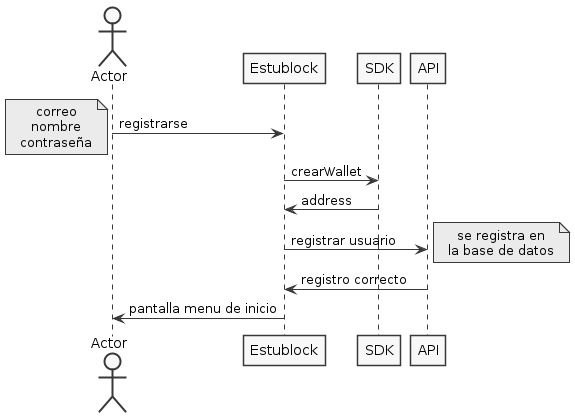 Actor
Estublock
SDK
API
correo
nombre
contraseña
registrarse
crearWallet
address
registrar usuario
se registra en
la base de datos
registro correcto
pantalla menu de inicio
Actor
Estublock
SDK
API